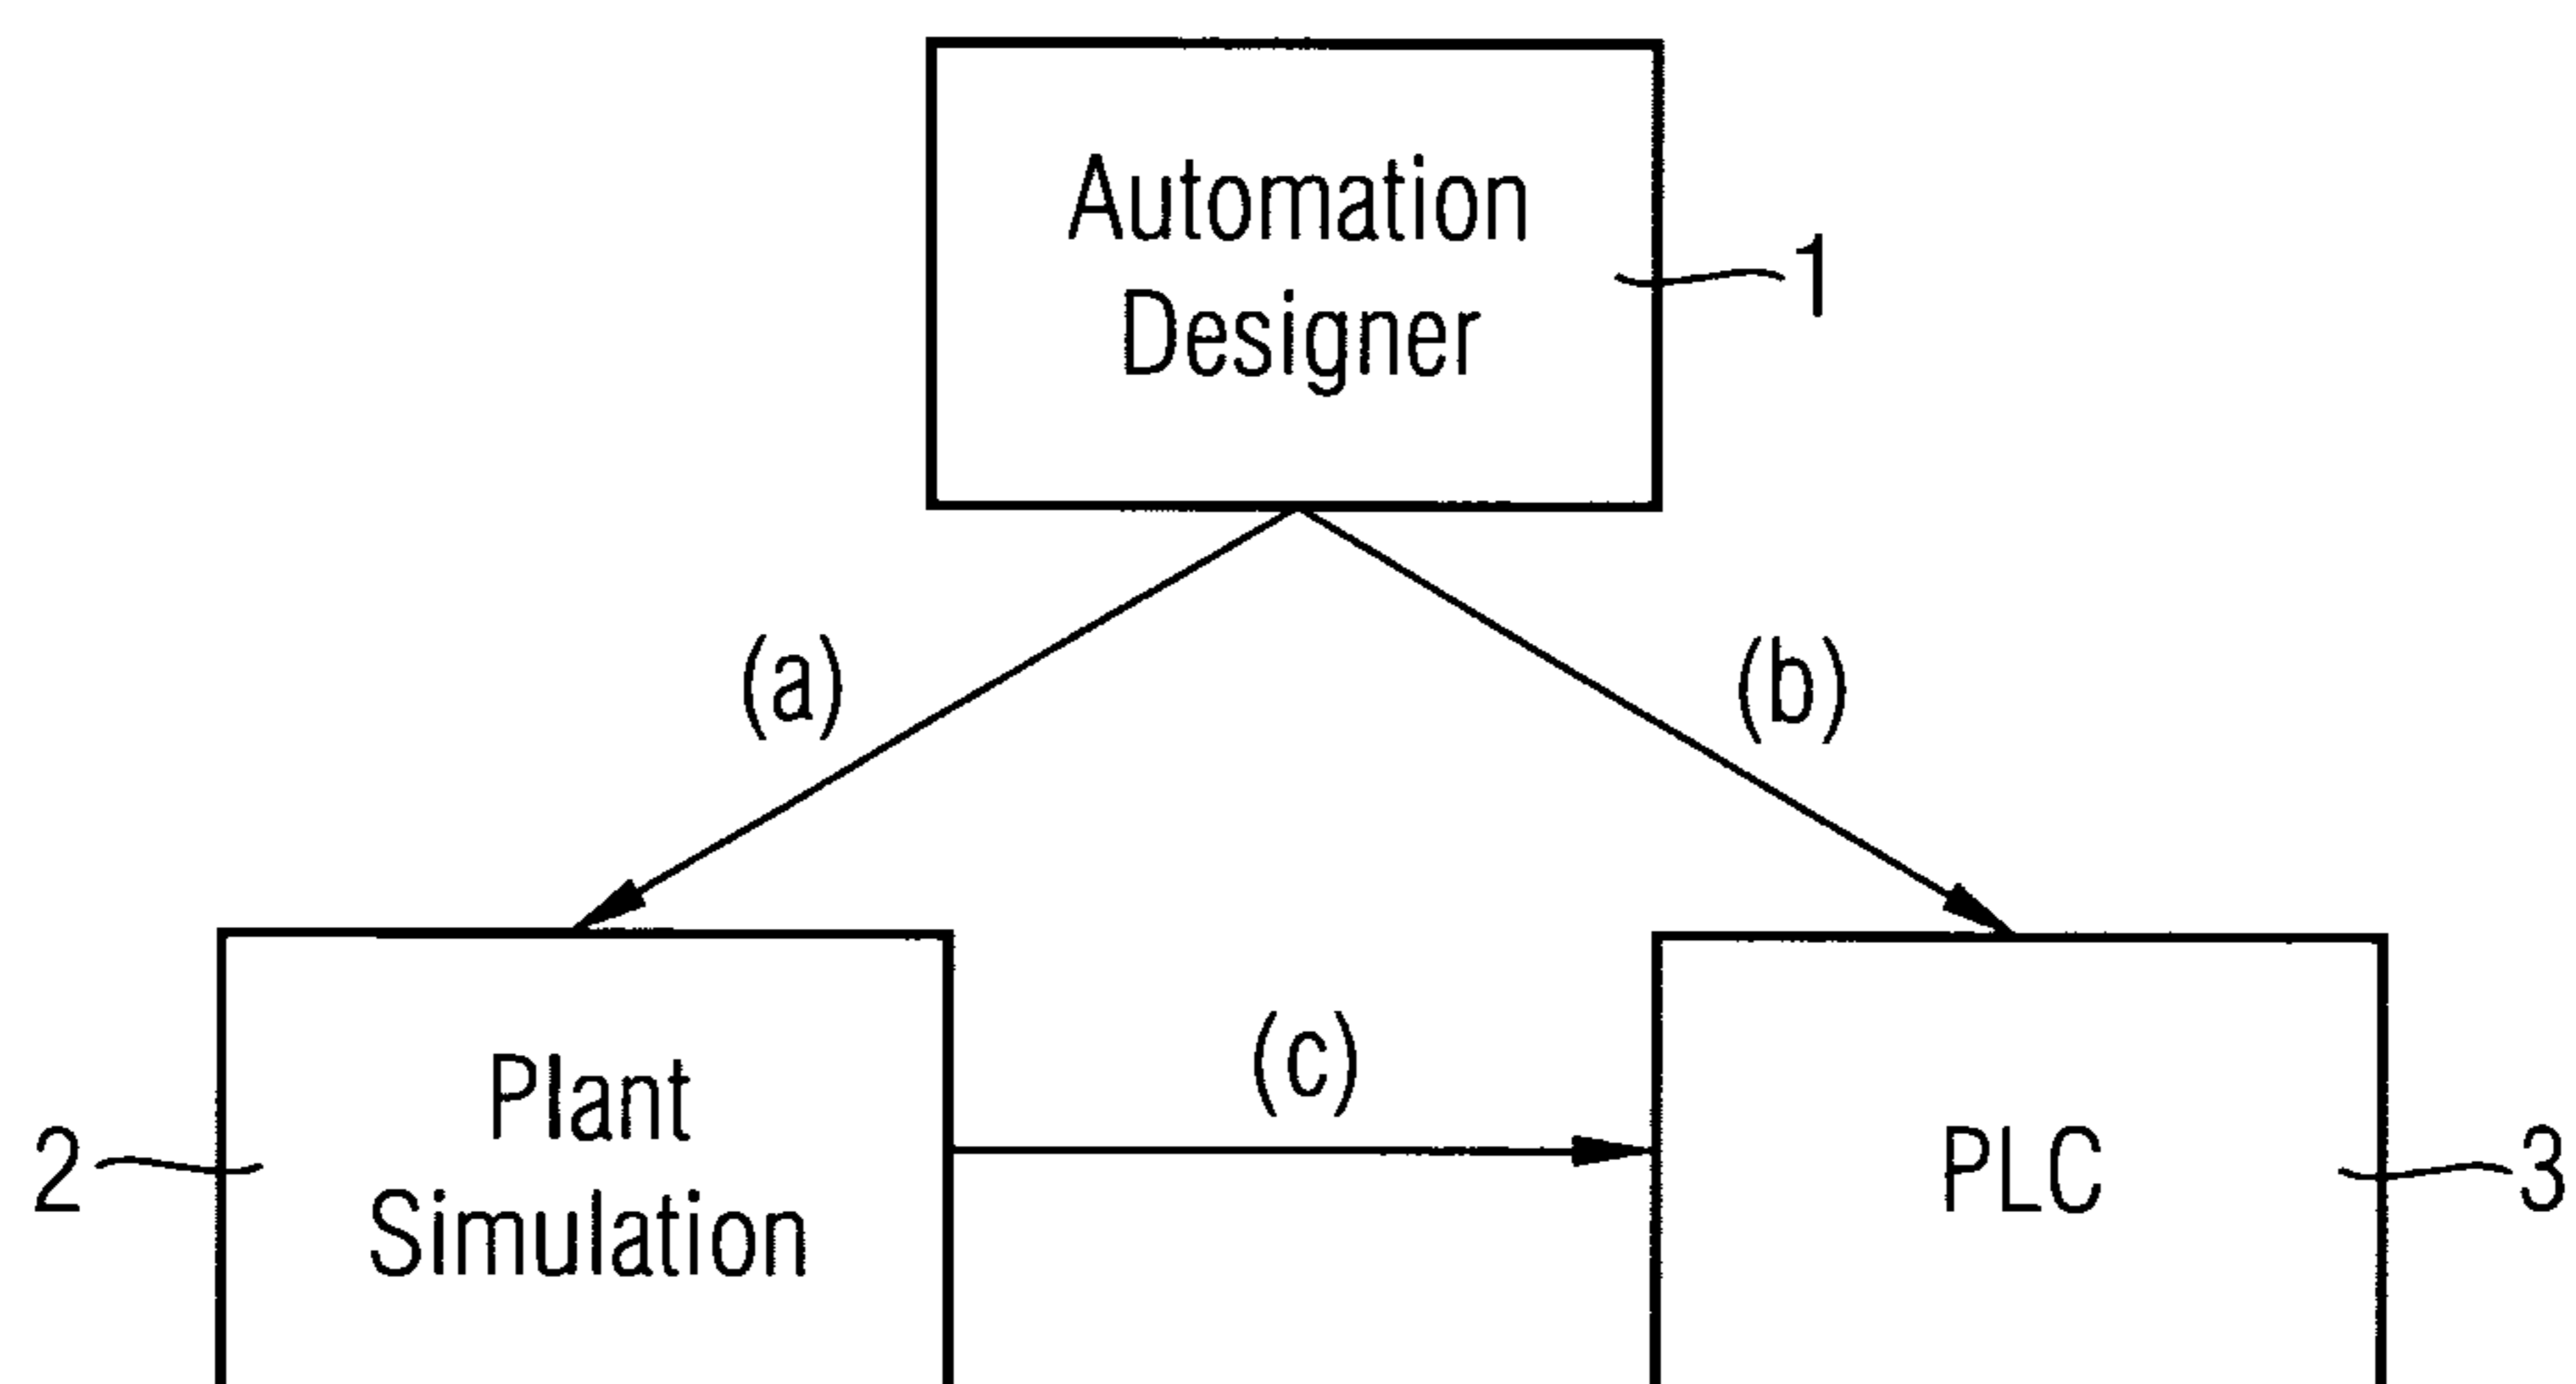 Automation
Designer
1
(a)
(b)
(c)
Plant
Simulation
2
PLC
3